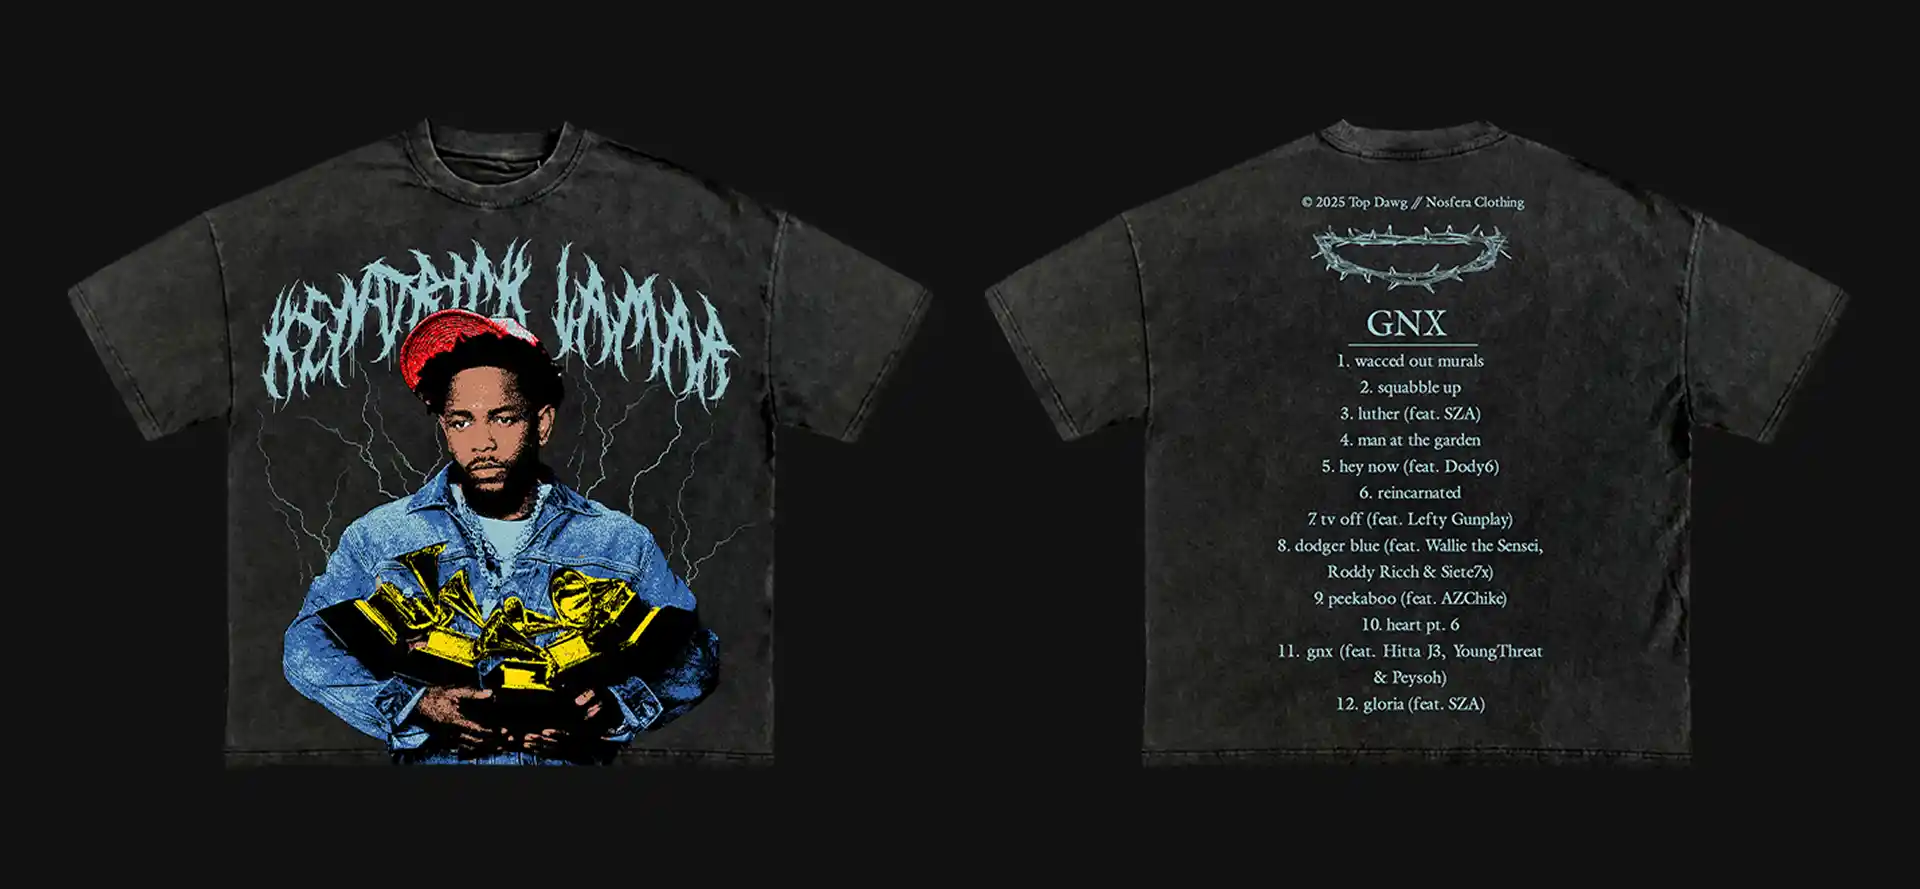 KENDRICK LAMAR
© 2025 Top Dawg // Nosfera Clothing
GNX
1. wacced out murals
2. squabble up
3. luther (feat. SZA)
4. man at the garden
5. hey now (feat. Dody6)
6. reincarnated
7. tv off (feat. Lefty Gunplay)
8. dodger blue (feat. Wallie the Sensei,
Roddy Ricch & Siete7x)
9. peekaboo (feat. AZChike)
10. heart pt. 6
11. gnx (feat. Hitta J3, YoungThreat
& Peysoh)
12. gloria (feat. SZA)